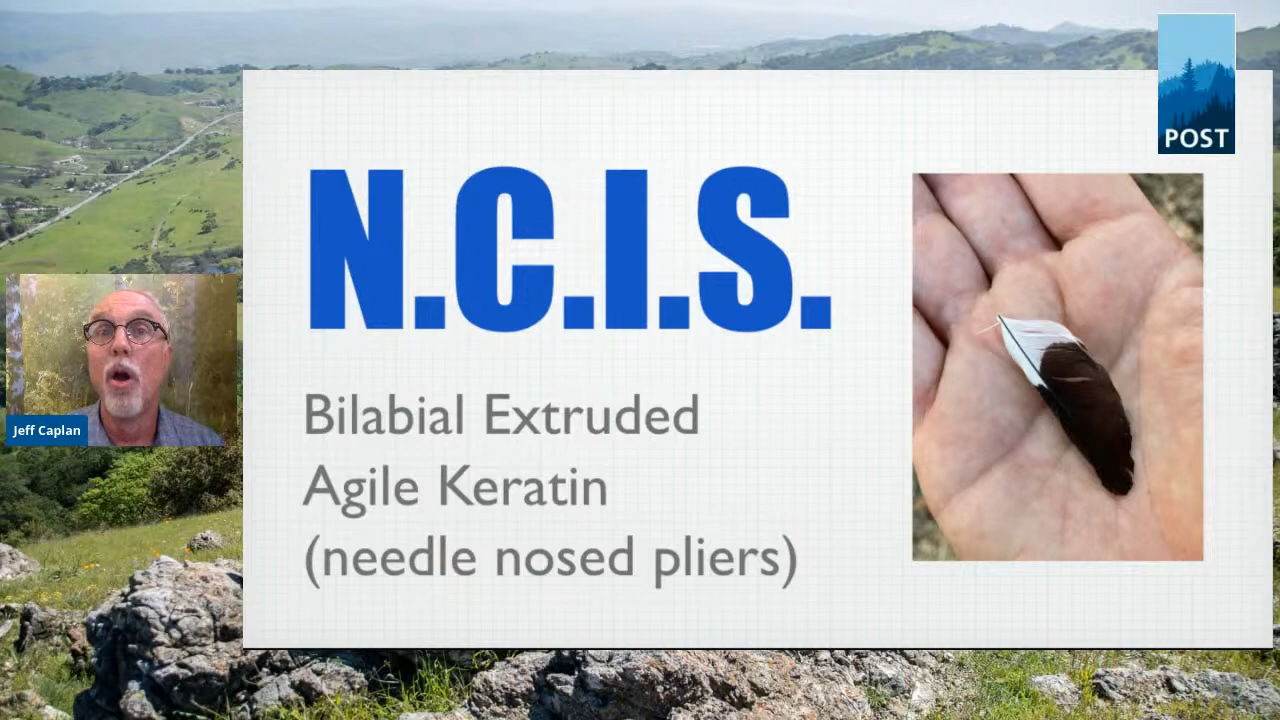 POST
N.C.I.S.
Bilabial Extruded
Agile Keratin
(needle nosed pliers)
Jeff Caplan